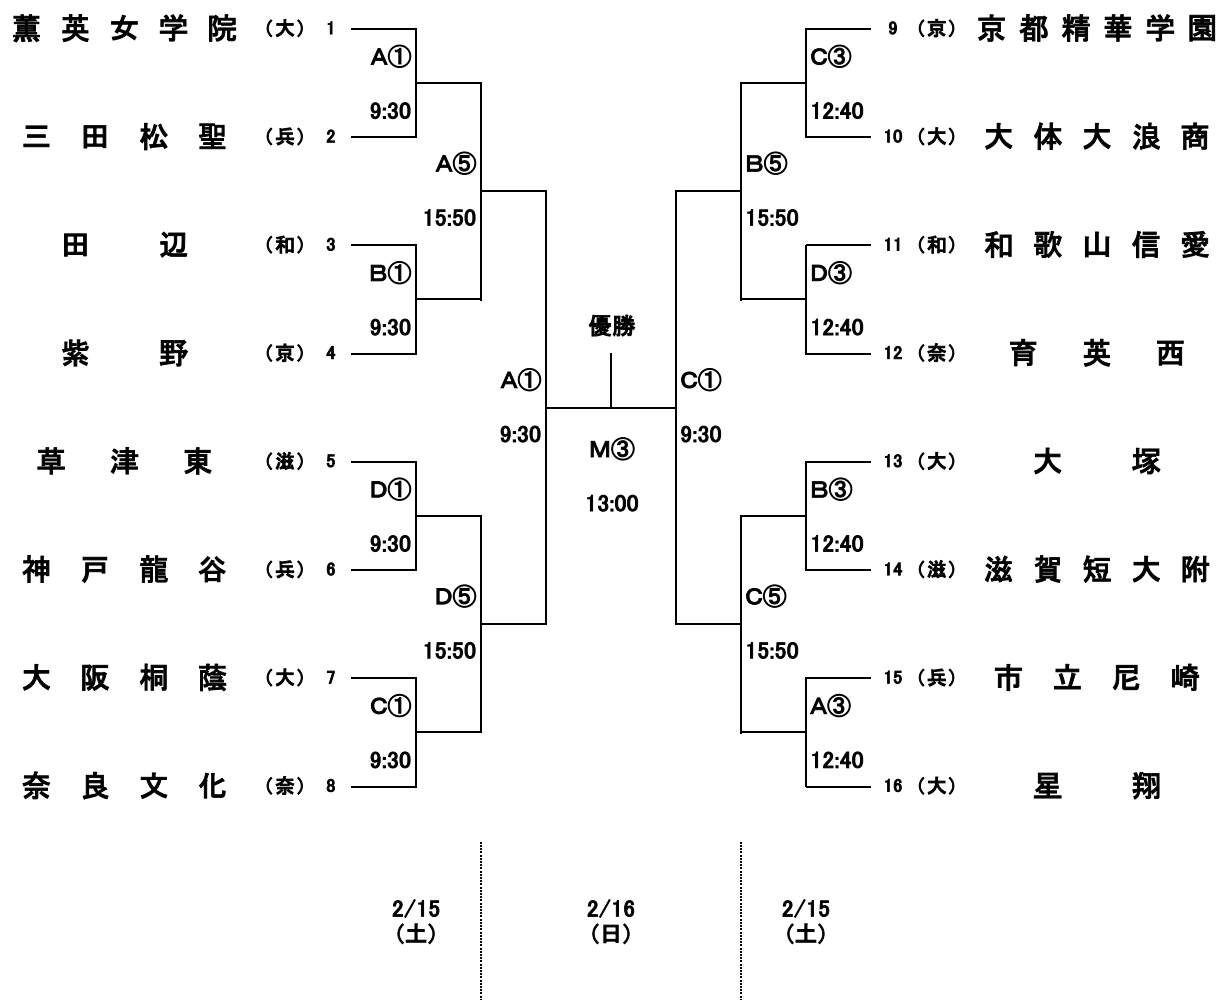 薫英女学院 （大） 1
A①
9:30
三田松聖 （兵） 2
A⑤
15:50
田辺 （和） 3
B①
9:30
紫野 （京） 4
A①
9:30
草津東 （滋） 5
D①
9:30
神戸龍谷 （兵） 6
D⑤
15:50
大阪桐蔭 （大） 7
C①
9:30
奈良文化 （奈） 8
優勝
M③
13:00
9 （京） 京都精華学園
C③
12:40
10 （大） 大体大浪商
B⑤
15:50
11 （和） 和歌山信愛
D③
12:40
12 （奈） 育英西
C①
9:30
13 （大） 大塚
B③
12:40
14 （滋） 滋賀短大附
C⑤
15:50
15 （兵） 市立尼崎
A③
12:40
16 （大） 星翔
2/15
（土）
2/16
（日）
2/15
（土）